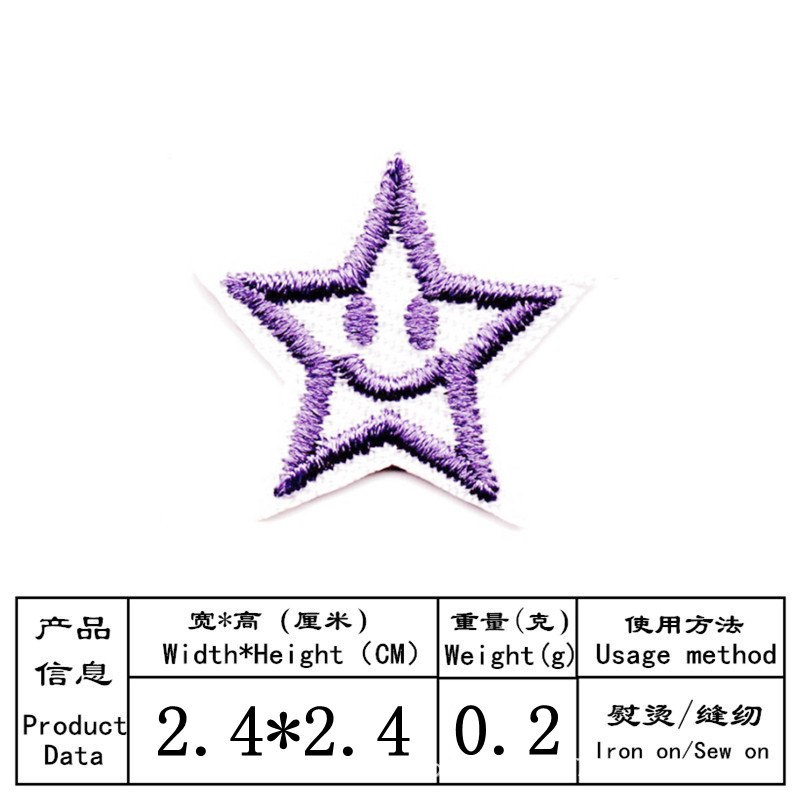 产品
信息
Product
Data
宽*高（厘米）
Width*Height（CM）
2.4*2.4
重量(克)
Weight(g)
0.2
使用方法
Usage method
熨烫/缝纫
Iron on/Sew on